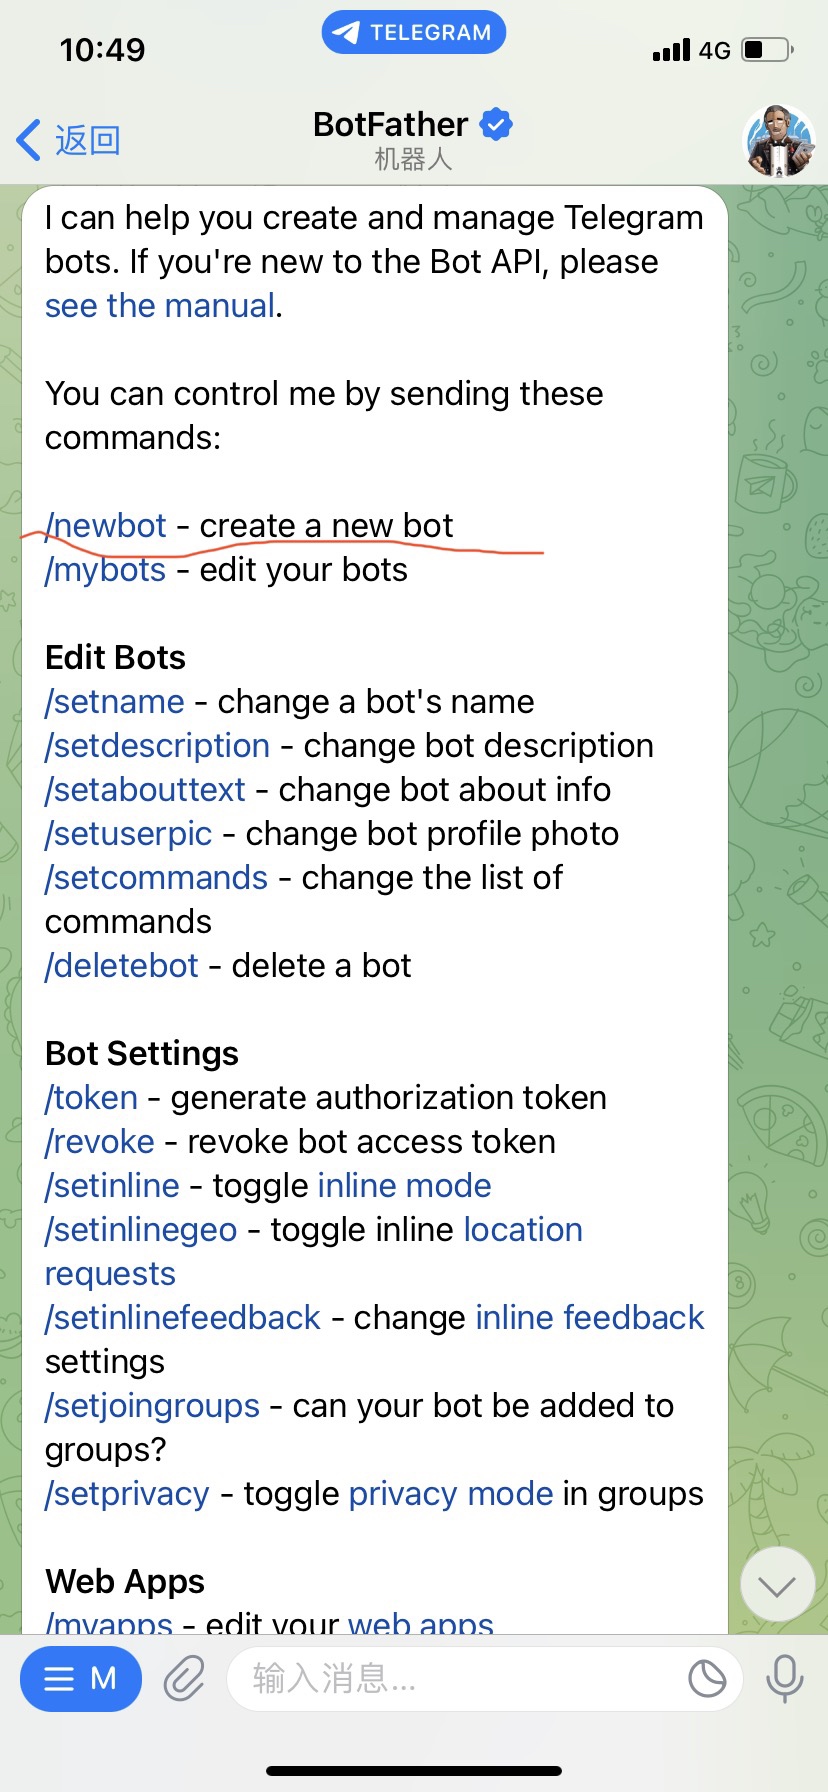 10:49
TELEGRAM
4G
返回
BotFather
机器人
I can help you create and manage Telegram
bots. If you're new to the Bot API, please
see the manual.
You can control me by sending these
commands:
/newbot - create a new bot
/mybots - edit your bots
Edit Bots
/setname - change a bot's name
/setdescription - change bot description
/setabouttext - change bot about info
/setuserpic - change bot profile photo
/setcommands - change the list of
commands
/deletebot - delete a bot
Bot Settings
/token - generate authorization token
/revoke - revoke bot access token
/setinline - toggle inline mode
/setinlinegeo - toggle inline location
requests
/setinlinefeedback - change inline feedback
settings
/setjoingroups - can your bot be added to
groups?
/setprivacy - toggle privacy mode in groups
Web Apps
/myapps - edit your web apps
M
输入消息...